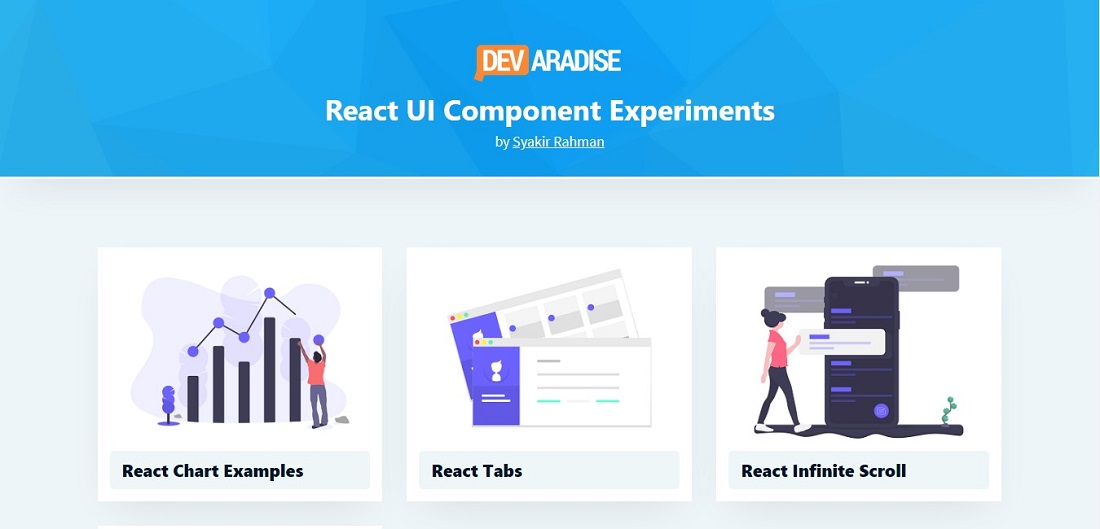 DEV ARADISE
React UI Component Experiments
by Syakir Rahman
React Chart Examples
React Tabs
React Infinite Scroll